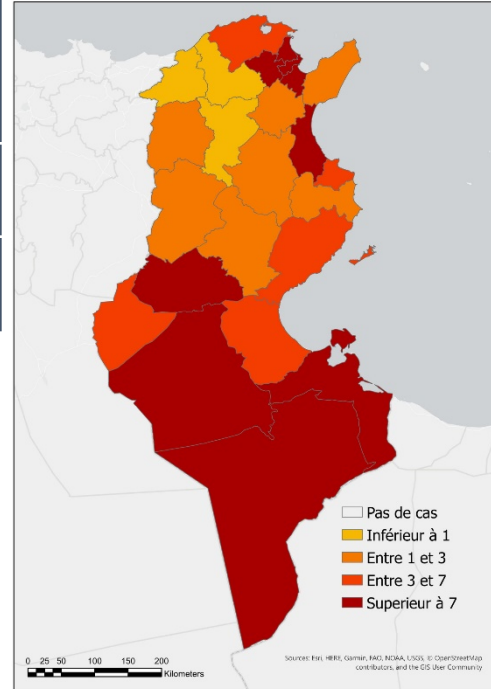 Pas de cas
Inférieur à 1
Entre 1 et 3
Entre 3 et 7
Superieur à 7
0 25 50 100 150 200
Kilometers
Sources: Esri, HERE, Garmin, FAO, NOAA, USGS, © OpenStreetMap
contributors, and the GIS User Community